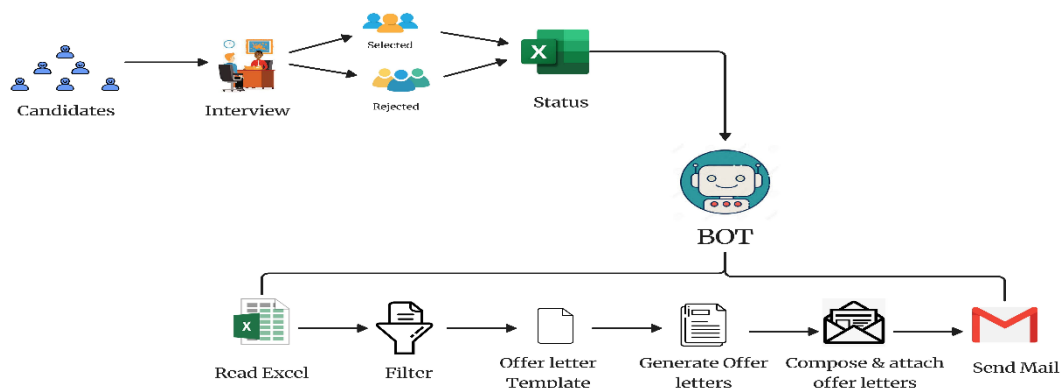 Selected
Candidates
Interview
Rejected
Status
BOT
Read Excel
Filter
Offer letter
Template
Generate Offer
letters
Compose & attach
offer letters
Send Mail